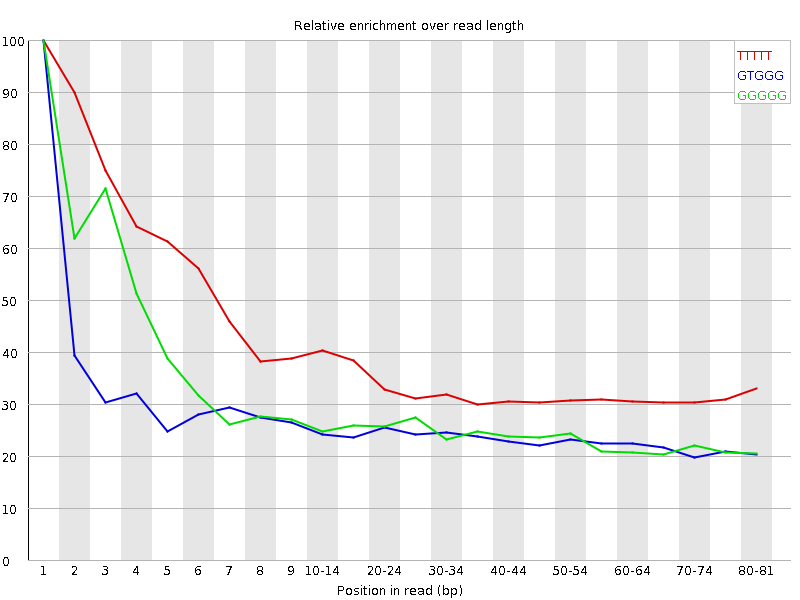 Relative enrichment over read length
TTTTT
GTGGG
GGGGG
100
90
80
70
60
50
40
30
20
10
0
1 2 3 4 5 6 7 8 9 10-14 20-24 30-34 40-44 50-54 60-64 70-74 80-81
Position in read (bp)